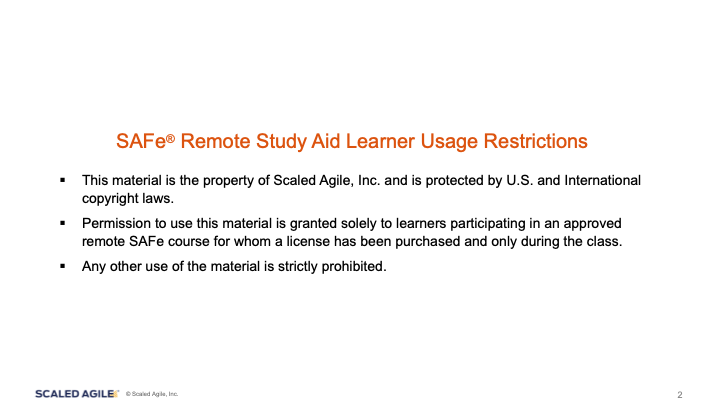 SAFe® Remote Study Aid Learner Usage Restrictions
▪ This material is the property of Scaled Agile, Inc. and is protected by U.S. and International
copyright laws.
▪ Permission to use this material is granted solely to learners participating in an approved
remote SAFe course for whom a license has been purchased and only during the class.
▪ Any other use of the material is strictly prohibited.
SCALED AGILE © Scaled Agile, Inc. 2